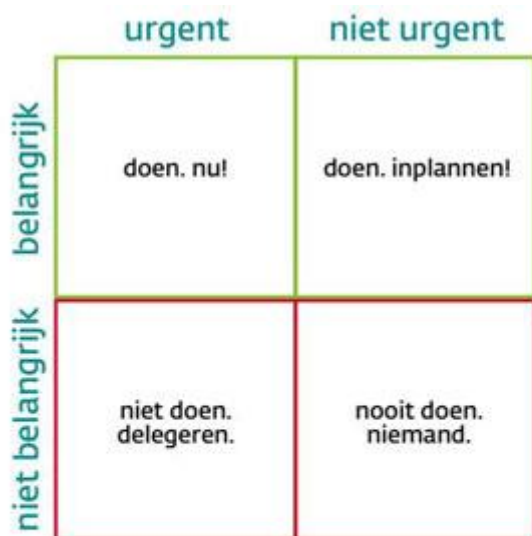 urgent
niet urgent
belangrijk
doen. nu!
doen. inplannen!
niet belangrijk
niet doen.
delegeren.
nooit doen.
niemand.